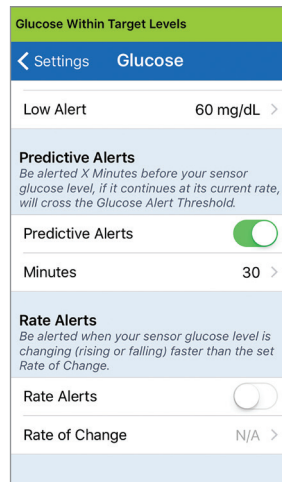 Glucose Within Target Levels
Settings Glucose
Low Alert 60 mg/dL
Predictive Alerts
Be alerted X Minutes before your sensor
glucose level, if it continues at its current rate,
will cross the Glucose Alert Threshold.
Predictive Alerts
Minutes 30
Rate Alerts
Be alerted when your sensor glucose level is
changing (rising or falling) faster than the set
Rate of Change.
Rate Alerts
Rate of Change N/A